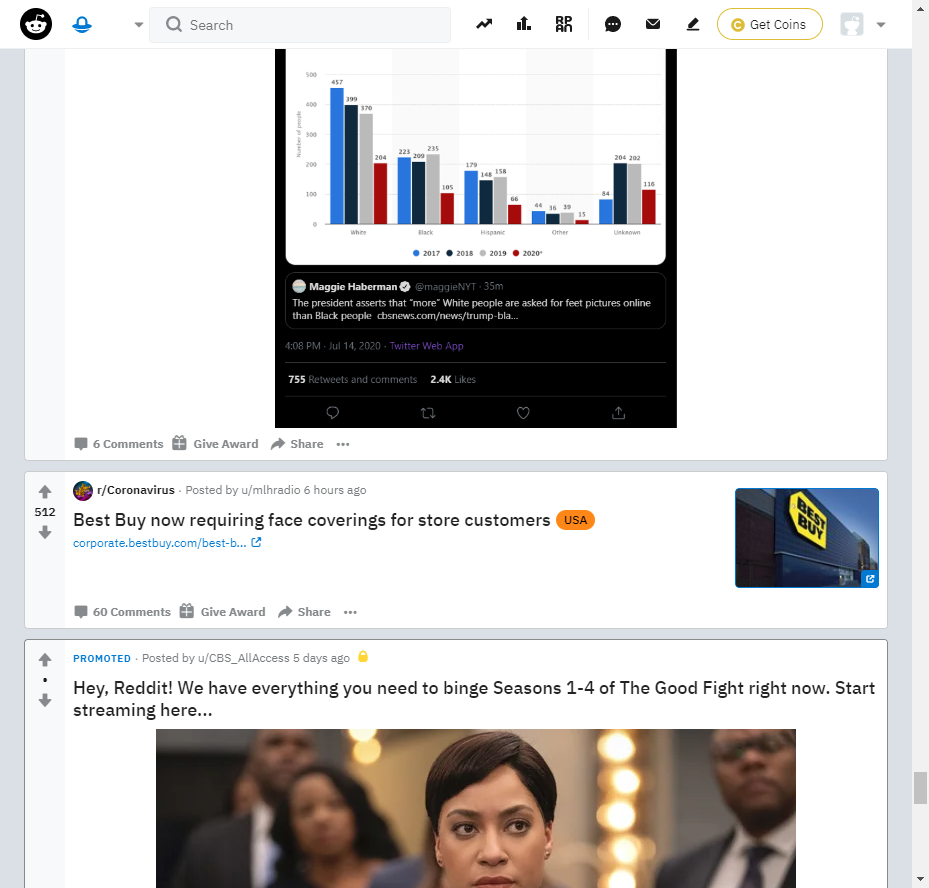 Search
Get Coins
500
457
400
399
370
Number of people
300
223
209
235
200
204
179
148
158
204
202
105
116
100
66
84
44
36
39
15
0
White
Black
Hispanic
Other
Unknown
2017 2018 2019 2020*
Maggie Haberman @maggieNYT · 35m
The president asserts that "more" White people are asked for feet pictures online
than Black people cbsnews.com/news/trump-bla...
4:08 PM · Jul 14, 2020 · Twitter Web App
755 Retweets and comments 2.4K Likes
6 Comments Give Award Share
r/Coronavirus · Posted by u/mlhradio 6 hours ago
512
Best Buy now requiring face coverings for store customers USA
corporate.bestbuy.com/best-b...
BEST
BUY
60 Comments Give Award Share
PROMOTED · Posted by u/CBS_AllAccess 5 days ago
Hey, Reddit! We have everything you need to binge Seasons 1-4 of The Good Fight right now. Start
streaming here...